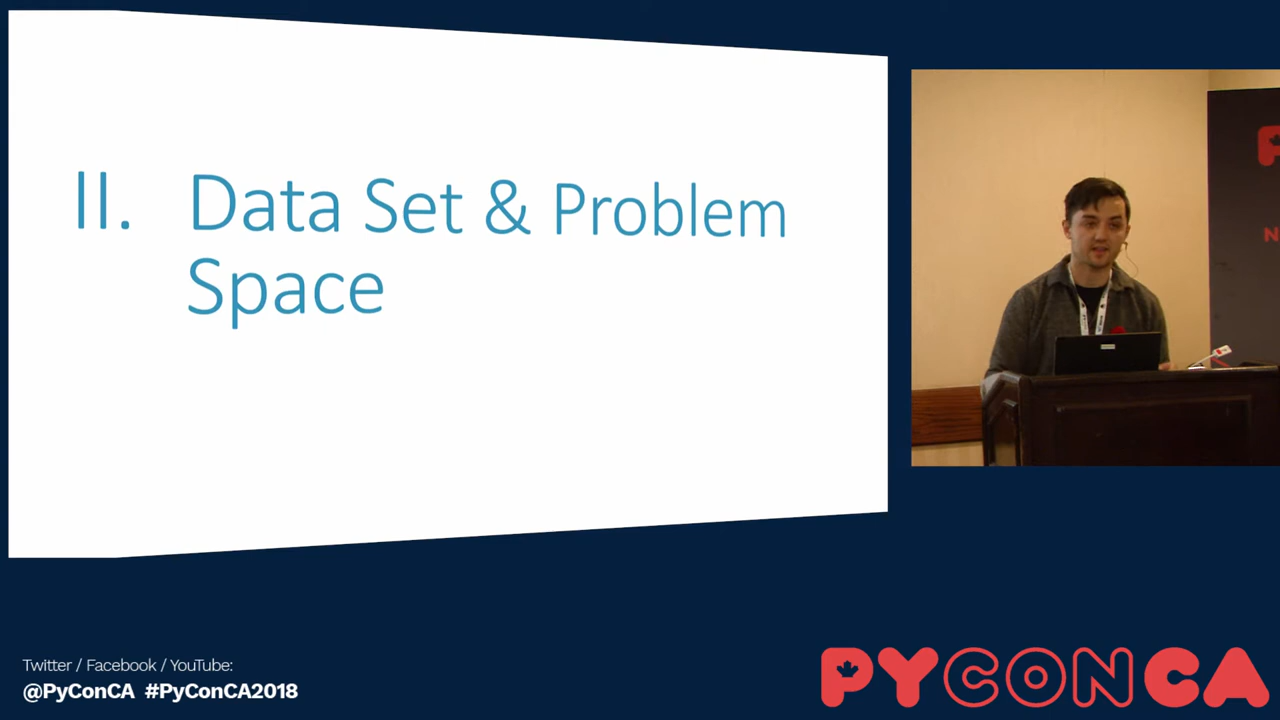 II. Data Set & Problem
Space
Twitter / Facebook / YouTube:
@PyConCA #PyConCA2018
PYCONCA